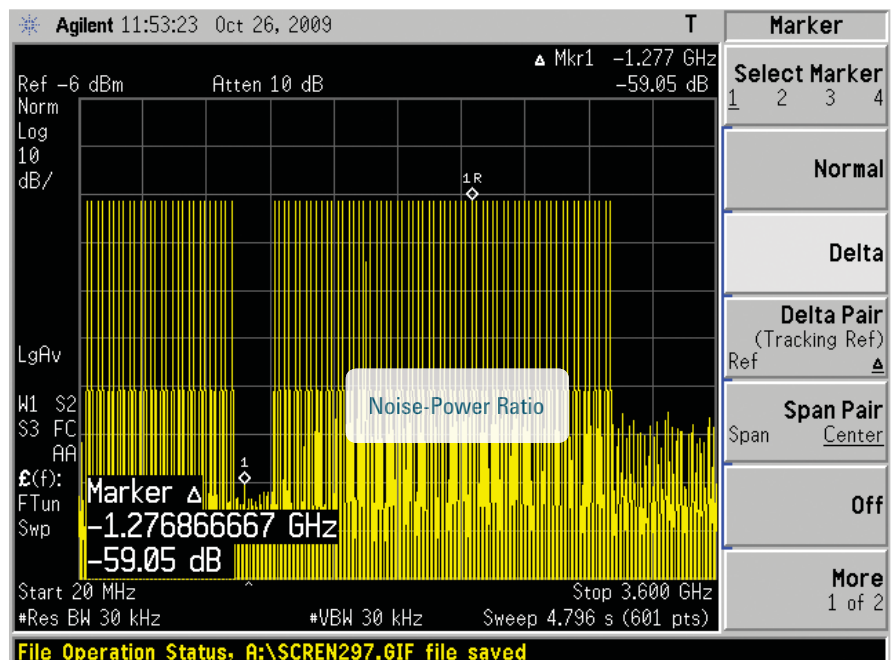 Agilent 11:53:23 Oct 26, 2009 T
Marker
Δ Mkr1 -1.277 GHz
Ref -6 dBm Atten 10 dB -59.05 dB
Norm
Log
10
dB/
1R
LgAv
W1 S2
S3 FC
AA
£(f):
FTun
Swp
Noise-Power Ratio
1
Marker Δ
-1.276866667 GHz
-59.05 dB
Start 20 MHz Stop 3.600 GHz
#Res BW 30 kHz #VBW 30 kHz Sweep 4.796 s (601 pts)
File Operation Status, A:\SCREN297.GIF file saved
Select Marker
1 2 3 4
Normal
Delta
Delta Pair
(Tracking Ref)
Ref Δ
Span Pair
Span Center
Off
More
1 of 2